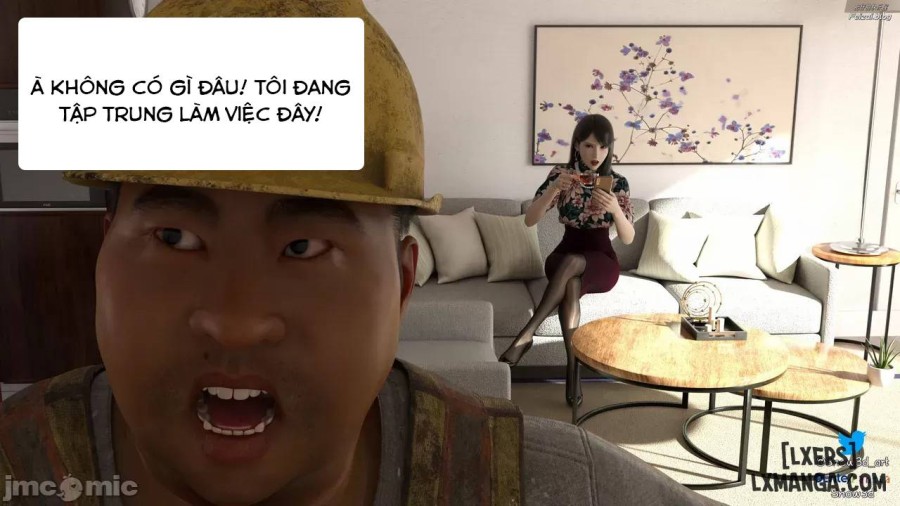 À KHÔNG CÓ GÌ ĐÂU! TÔI ĐANG
TẬP TRUNG LÀM VIỆC ĐÂY!
[LXERS]
LXMANGA.COM
jmcomic